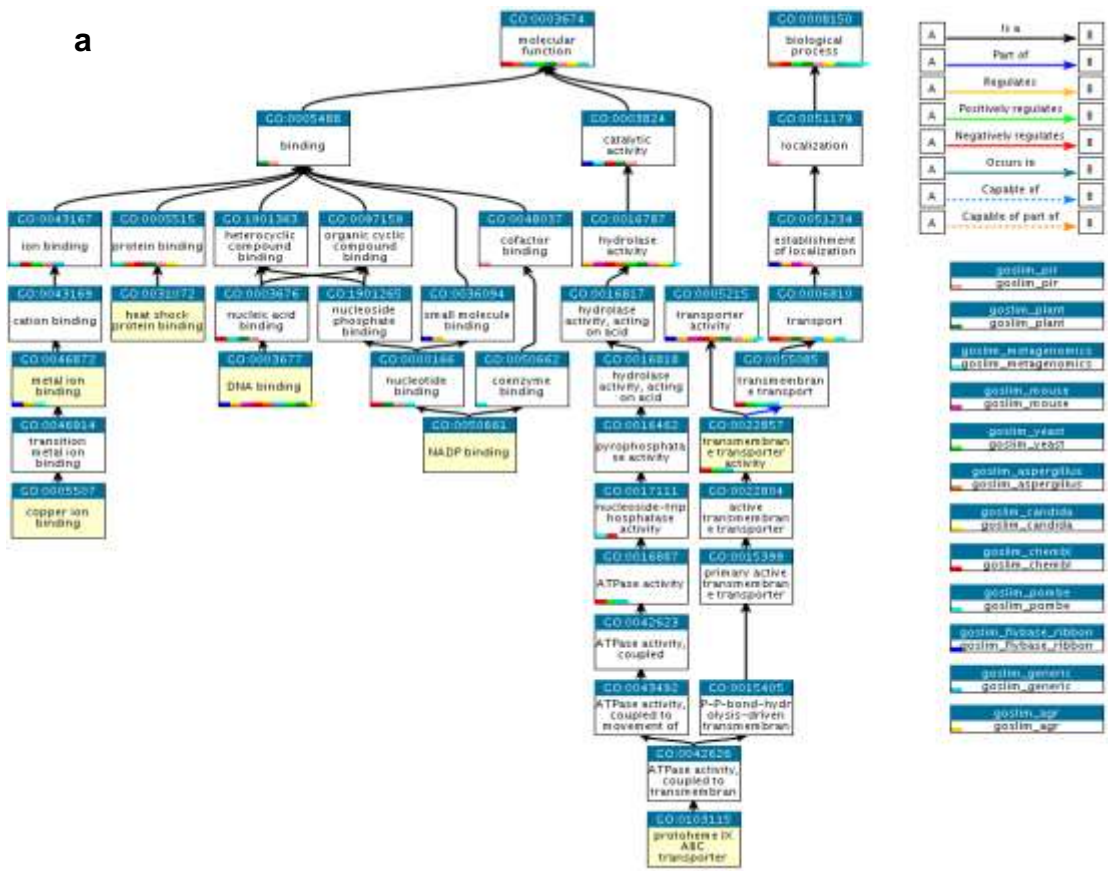 a
GO:0003674
molecular
function
GO:0008150
biological
process
A Is a B
A Part of B
A Regulates B
A Positively regulates B
A Negatively regulates B
A Occurs in B
A Capable of B
A Capable of part of B
GO:0005488
binding
GO:0003824
catalytic
activity
GO:0051179
localization
GO:0043167
ion binding
GO:0005515
protein binding
GO:1901363
heterocyclic
compound
binding
GO:0097159
organic cyclic
compound
binding
GO:0048037
cofactor
binding
GO:0016787
hydrolase
activity
GO:0051234
establishment
of localization
GO:0043169
cation binding
GO:0031072
heat shock
protein binding
GO:0003676
nucleic acid
binding
GO:1901265
nucleoside
phosphate
binding
GO:0036094
small molecule
binding
GO:0016817
hydrolase
activity, acting
on acid
GO:0005215
transporter
activity
GO:0006810
transport
GO:0046872
metal ion
binding
GO:0003677
DNA binding
GO:0000166
nucleotide
binding
GO:0050662
coenzyme
binding
GO:0016818
hydrolase
activity, acting
on acid
GO:0055085
transmembran
e transport
GO:0046914
transition
metal ion
binding
GO:0050661
NADP binding
GO:0016462
pyrophosphata
se activity
GO:0022857
transmembran
e transporter
activity
GO:0005507
copper ion
binding
GO:0017111
nucleoside-trip
hosphatase
activity
GO:0022804
active
transmembran
e transporter
GO:0016887
ATPase activity
GO:0015399
primary active
transmembran
e transporter
GO:0042623
ATPase activity,
coupled
GO:0043492
ATPase activity,
coupled to
movement of
GO:0015405
P-P-bond-hydr
olysis-driven
transmembran
GO:0042626
ATPase activity,
coupled to
transmembran
GO:0103115
protoheme IX
ABC
transporter
goslim_pir
goslim_pir
goslim_plant
goslim_plant
goslim_metagenomics
goslim_metagenomics
goslim_mouse
goslim_mouse
goslim_yeast
goslim_yeast
goslim_aspergillus
goslim_aspergillus
goslim_candida
goslim_candida
goslim_chembl
goslim_chembl
goslim_pombe
goslim_pombe
goslim_flybase_ribbon
goslim_flybase_ribbon
goslim_generic
goslim_generic
goslim_agr
goslim_agr